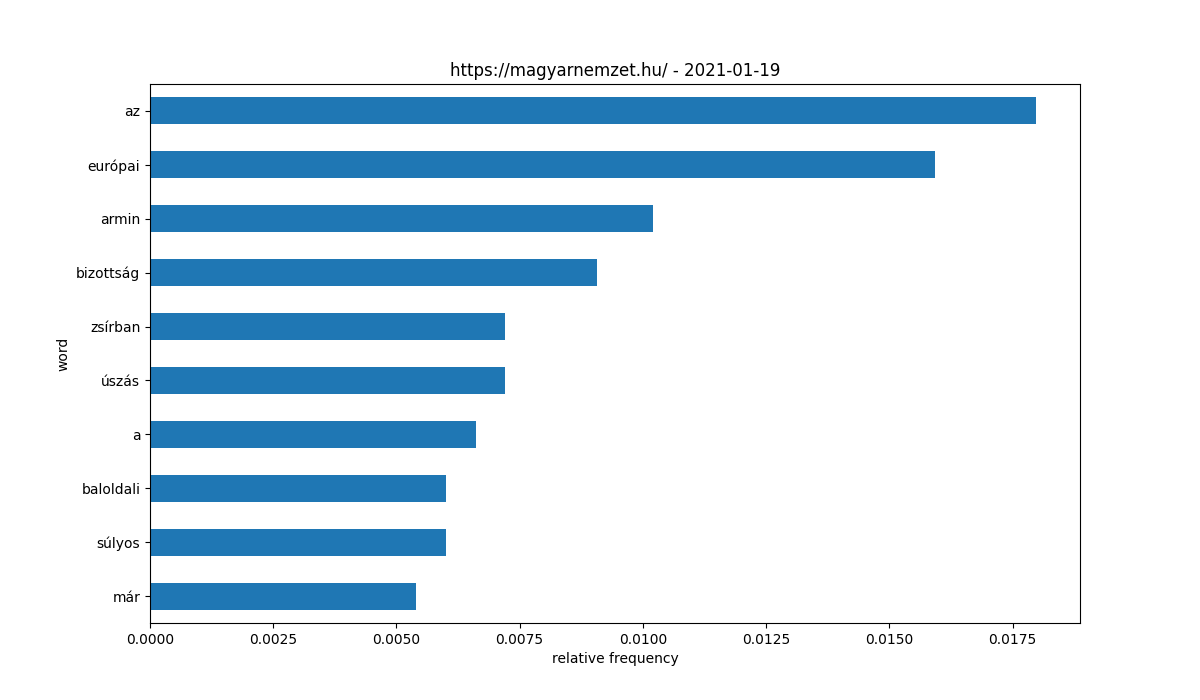 https://magyarnemzet.hu/ - 2021-01-19
az
európai
armin
bizottság
zsírban
úszás
a
baloldali
súlyos
már
word
0.0000 0.0025 0.0050 0.0075 0.0100 0.0125 0.0150 0.0175
relative frequency